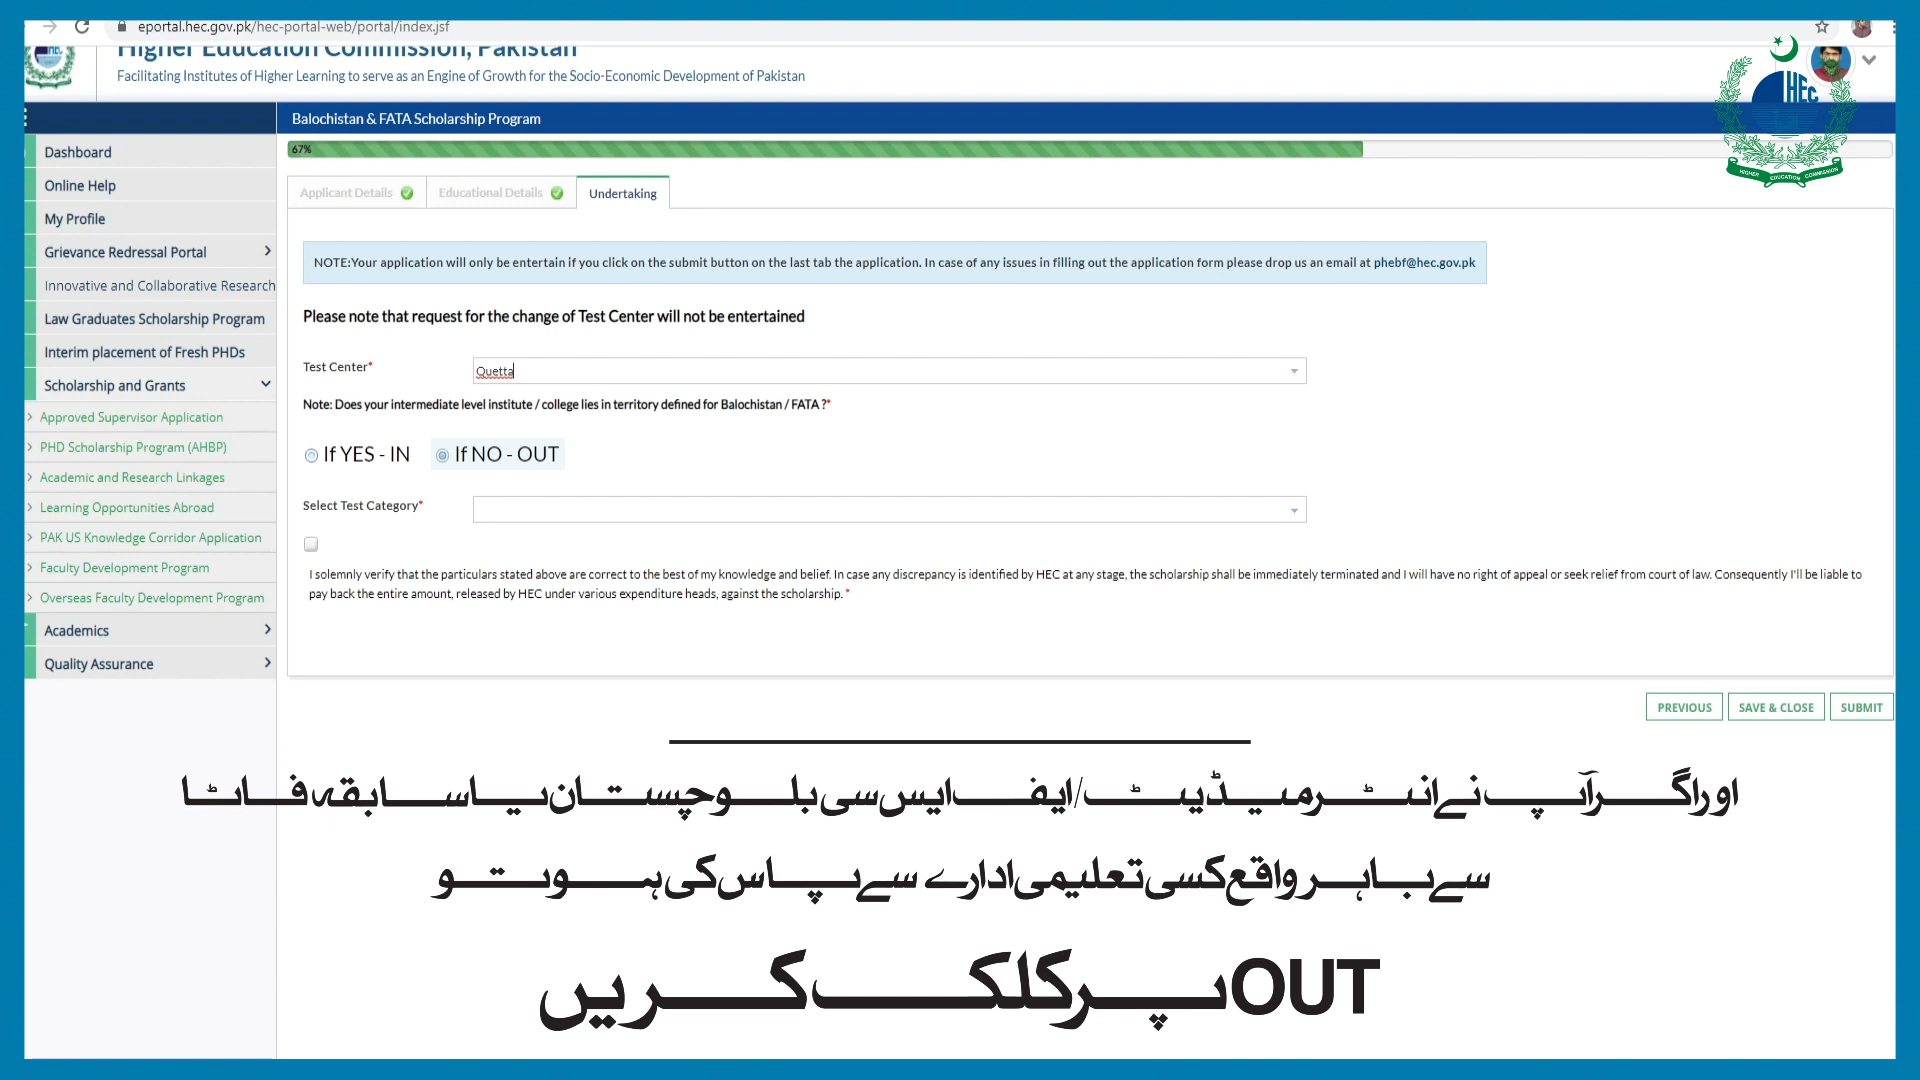 eportal.hec.gov.pk/hec-portal-web/portal/index.jsf
Higher Education Commission, Pakistan
Facilitating Institutes of Higher Learning to serve as an Engine of Growth for the Socio-Economic Development of Pakistan
HEC
HIGHER EDUCATION COMMISSION
Balochistan & FATA Scholarship Program
67%
Dashboard
Online Help
My Profile
Grievance Redressal Portal
Innovative and Collaborative Research
Law Graduates Scholarship Program
Interim placement of Fresh PHDs
Scholarship and Grants
Approved Supervisor Application
PHD Scholarship Program (AHBP)
Academic and Research Linkages
Learning Opportunities Abroad
PAK US Knowledge Corridor Application
Faculty Development Program
Overseas Faculty Development Program
Academics
Quality Assurance
Applicant Details
Educational Details
Undertaking
NOTE:Your application will only be entertain if you click on the submit button on the last tab the application. In case of any issues in filling out the application form please drop us an email at phebf@hec.gov.pk
Please note that request for the change of Test Center will not be entertained
Test Center* Quetta
Note: Does your intermediate level institute / college lies in territory defined for Balochistan / FATA ?*
If YES - IN If NO - OUT
Select Test Category*
I solemnly verify that the particulars stated above are correct to the best of my knowledge and belief. In case any discrepancy is identified by HEC at any stage, the scholarship shall be immediately terminated and I will have no right of appeal or seek relief from court of law. Consequently I'll be liable to
pay back the entire amount, released by HEC under various expenditure heads, against the scholarship. *
PREVIOUS SAVE & CLOSE SUBMIT
اور اگر آپ نے انٹرمیڈیٹ/ایف ایس سی بلوچستان یا سابقہ فاٹا
سے باہر واقع کسی تعلیمی ادارے سے پاس کی ہو تو
OUT پر کلک کریں